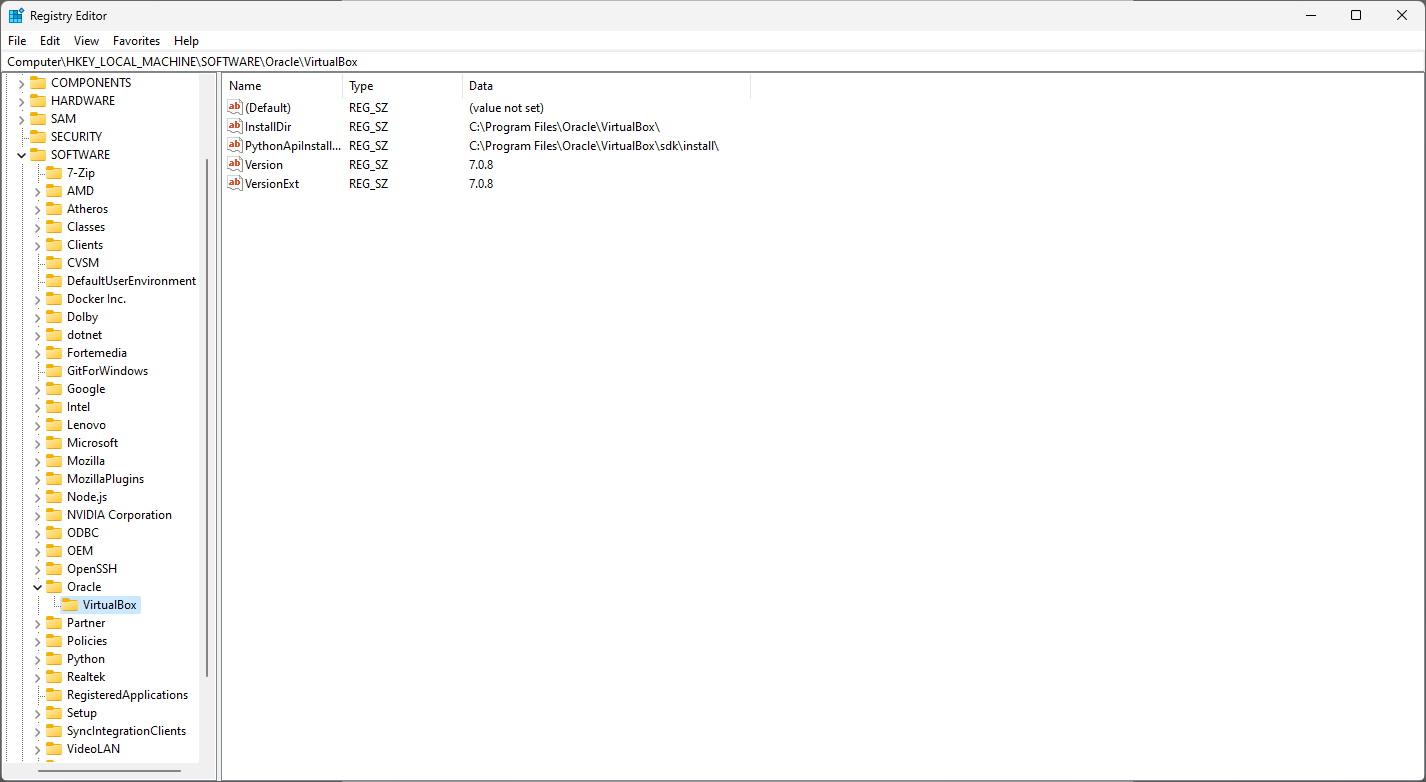 Registry Editor
File Edit View Favorites Help
Computer\HKEY_LOCAL_MACHINE\SOFTWARE\Oracle\VirtualBox
COMPONENTS
HARDWARE
SAM
SECURITY
SOFTWARE
7-Zip
AMD
Atheros
Classes
Clients
CVSM
DefaultUserEnvironment
Docker Inc.
Dolby
dotnet
Fortemedia
GitForWindows
Google
Intel
Lenovo
Microsoft
Mozilla
MozillaPlugins
Node.js
NVIDIA Corporation
ODBC
OEM
OpenSSH
Oracle
VirtualBox
Partner
Policies
Python
Realtek
RegisteredApplications
Setup
SyncIntegrationClients
VideoLAN
Name Type Data
(Default) REG_SZ (value not set)
InstallDir REG_SZ C:\Program Files\Oracle\VirtualBox\
PythonApiInstall... REG_SZ C:\Program Files\Oracle\VirtualBox\sdk\install\
Version REG_SZ 7.0.8
VersionExt REG_SZ 7.0.8